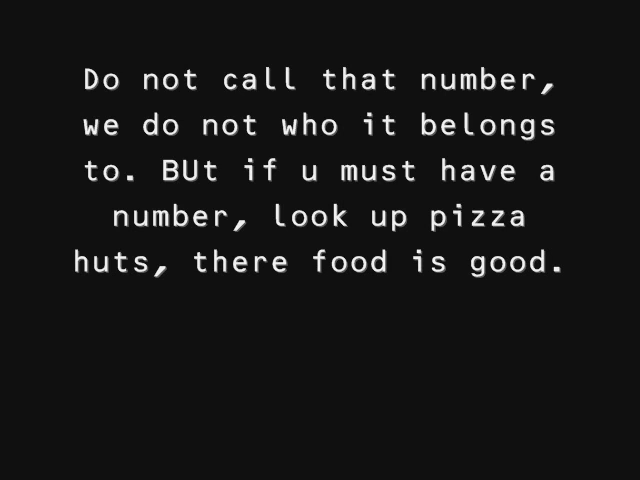 Do not call that number,
we do not who it belongs
to. BUt if u must have a
number, look up pizza
huts, there food is good.